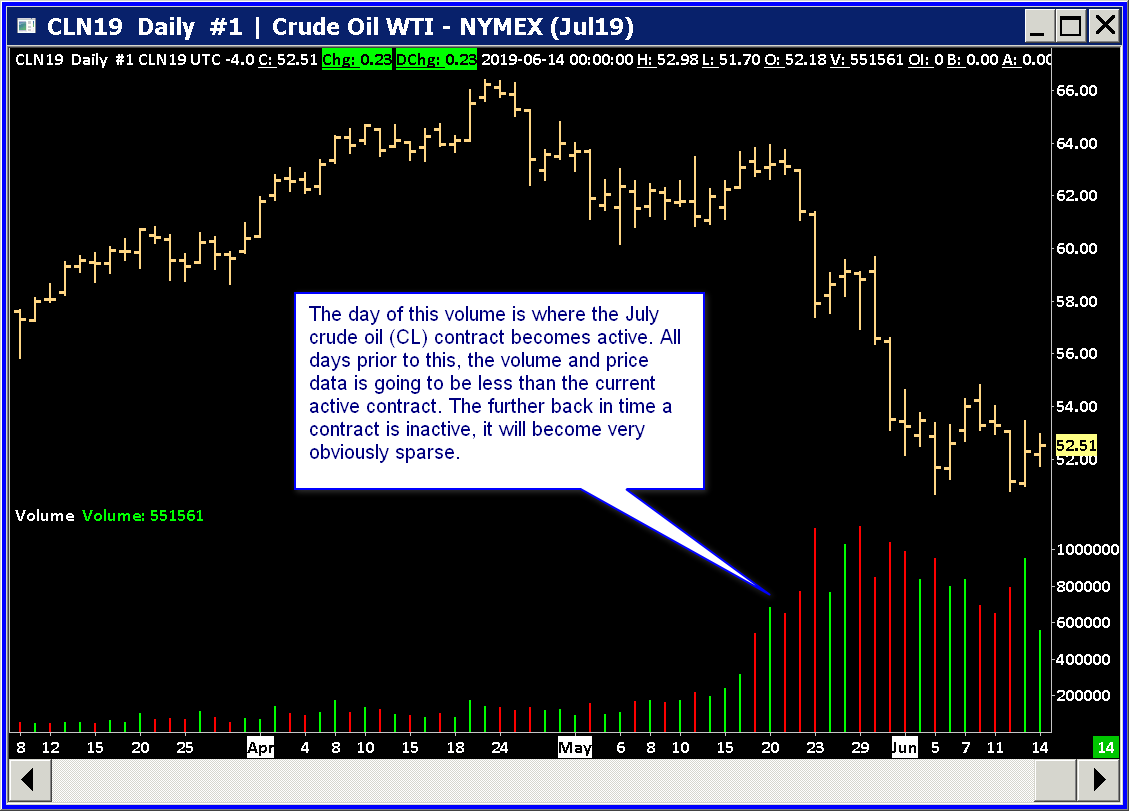 CLN19 Daily #1 | Crude Oil WTI - NYMEX (Jul19)
CLN19 Daily #1 CLN19 UTC -4.0 C: 52.51 Chg: 0.23 DChg: 0.23 2019-06-14 00:00:00 H: 52.98 L: 51.70 O: 52.18 V: 551561 OI: 0 B: 0.00 A: 0.00
66.00
64.00
62.00
60.00
58.00
56.00
54.00
52.51
52.00
The day of this volume is where the July
crude oil (CL) contract becomes active. All
days prior to this, the volume and price
data is going to be less than the current
active contract. The further back in time a
contract is inactive, it will become very
obviously sparse.
Volume Volume: 551561
1000000
800000
600000
400000
200000
8 12 15 20 25 Apr 4 8 10 15 18 24 May 6 8 10 15 20 23 29 Jun 5 7 11 14 14